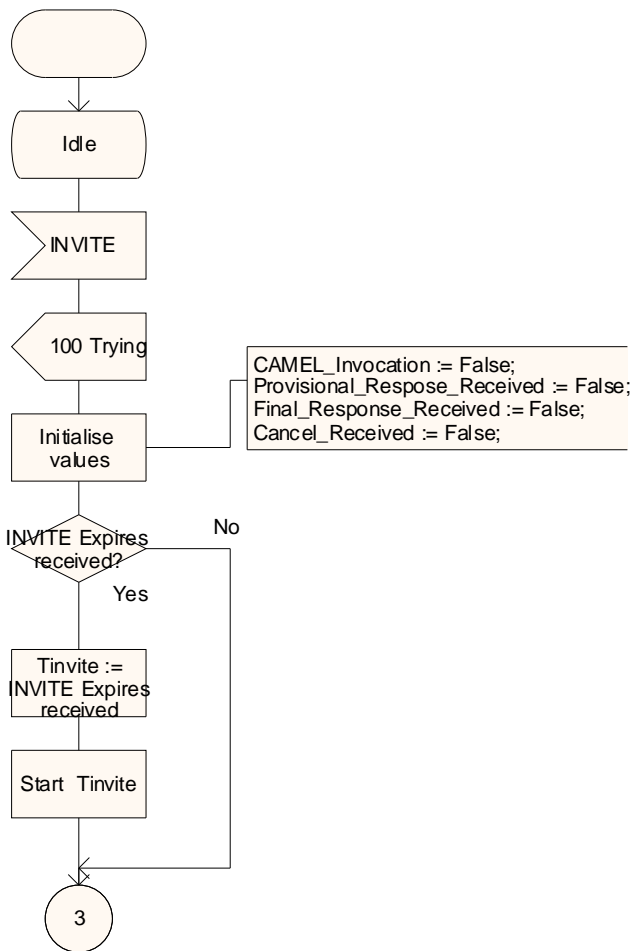 Idle
INVITE
100 Trying
Initialise
values
CAMEL_Invocation := False;
Provisional_Respose_Received := False;
Final_Response_Received := False;
Cancel_Received := False;
INVITE Expires
received?
No
Yes
Tinvite :=
INVITE Expires
received
Start Tinvite
3